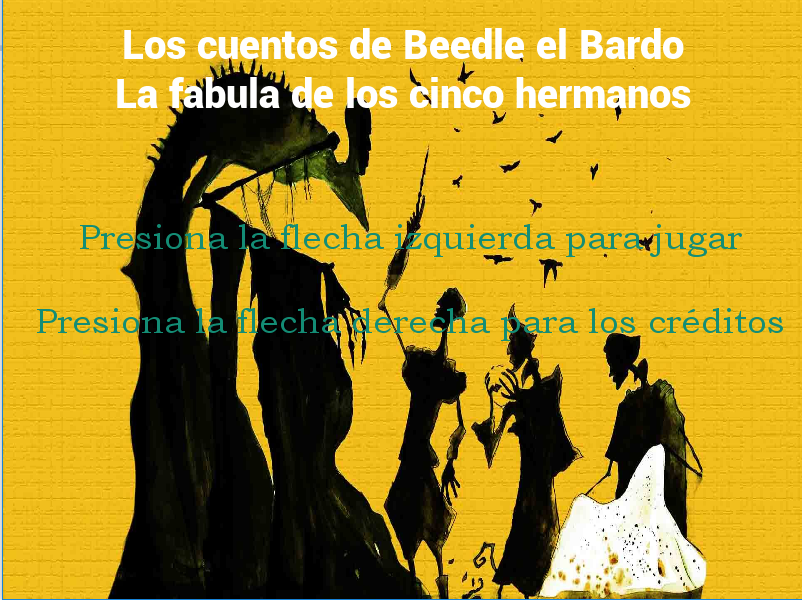 Los cuentos de Beedle el Bardo
La fabula de los cinco hermanos
Presiona la flecha izquierda para jugar
Presiona la flecha derecha para los créditos